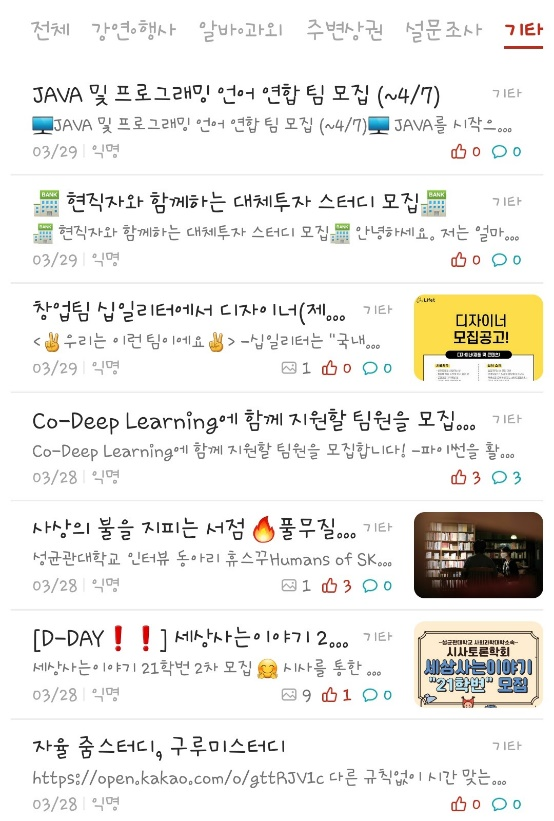 전체 강연·행사 알바·과외 주변상권 설문조사 기타
JAVA 및 프로그래밍 언어 연합 팀 모집 (~4/7) 기타
🖥️JAVA 및 프로그래밍 언어 연합 팀 모집 (~4/7)🖥️ JAVA를 시작으...
03/29 | 익명 0 0
🏦 현직자와 함께하는 대체투자 스터디 모집🏦 기타
🏦 현직자와 함께하는 대체투자 스터디 모집🏦 안녕하세요. 저는 얼마...
03/29 | 익명 0 0
창업팀 십일리터에서 디자이너(제... 기타
<✌️우리는 이런 팀이에요✌️> -십일리터는 "국내...
03/29 | 익명 1 0 0
Lifet
디자이너
모집공고!
Co-Deep Learning에 함께 지원할 팀원을 모집... 기타
Co-Deep Learning에 함께 지원할 팀원을 모집합니다! -파이썬을 활...
03/28 | 익명 3 3
사상의 불을 지피는 서점 🔥풀무질... 기타
성균관대학교 인터뷰 동아리 휴스꾸Humans of SK...
03/28 | 익명 1 3 0
[D-DAY❗❗] 세상사는이야기 2... 기타
세상사는이야기 21학번 2차 모집 🤗 시사를 통한 ...
03/28 | 익명 9 1 0
-성균관대학교 사회과학대학소속-
시사토론학회
세상사는이야기
"21학번" 모집
자율 줌스터디, 구루미스터디 기타
https://open.kakao.com/o/gttRJV1c 다른 규칙없이 시간 맞는...
03/28 | 익명 0 0